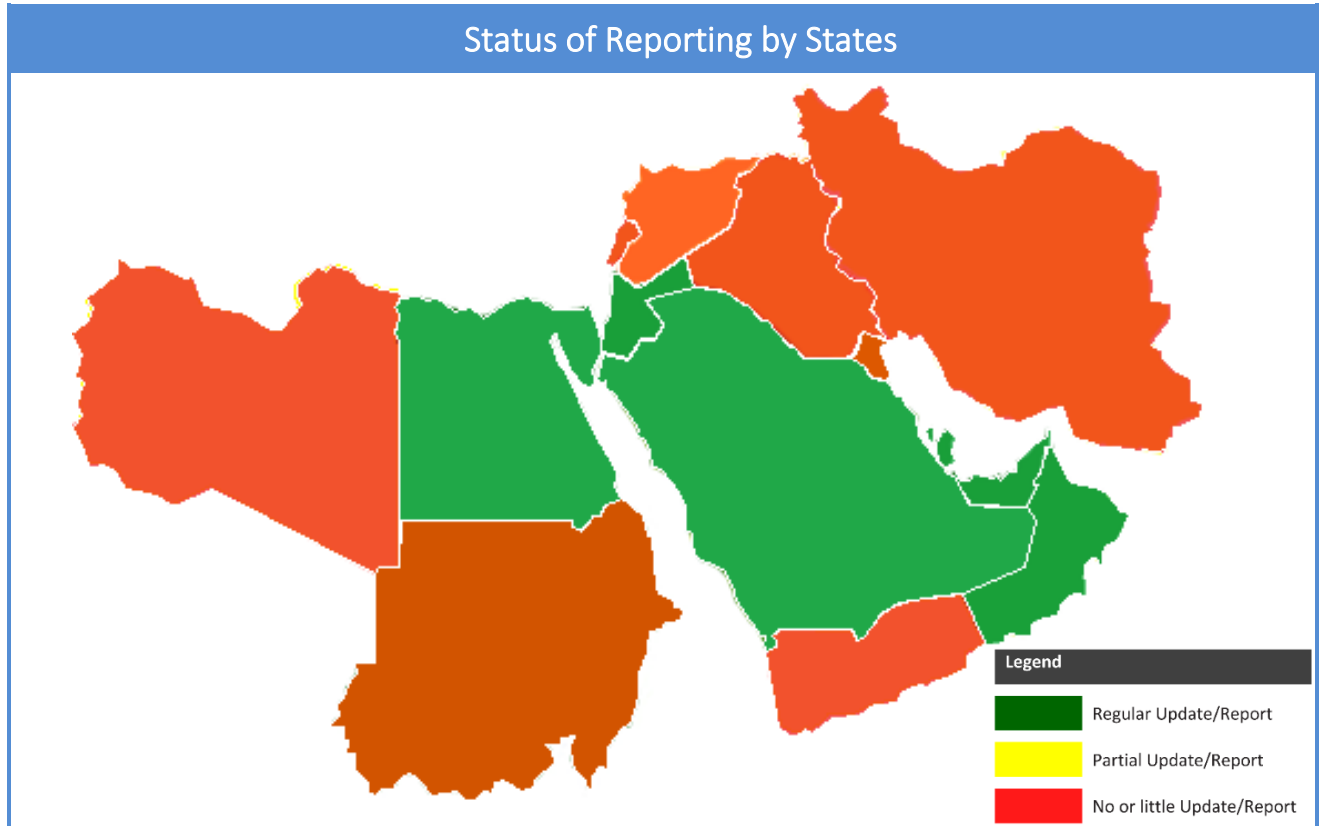 Status of Reporting by States
Legend
Regular Update/Report
Partial Update/Report
No or little Update/Report